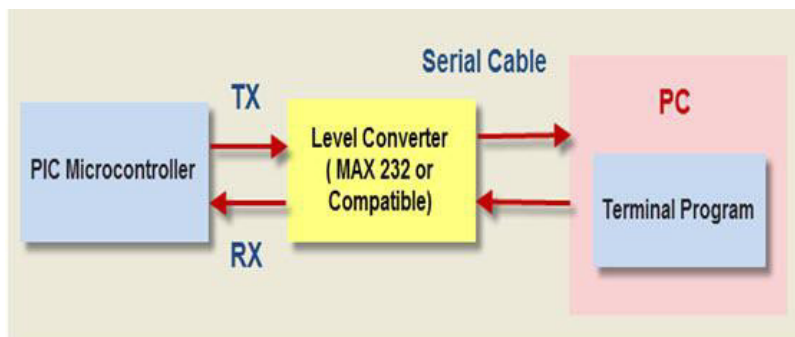 Serial Cable
TX
PC
PIC Microcontroller
Level Converter
( MAX 232 or
Compatible)
Terminal Program
RX